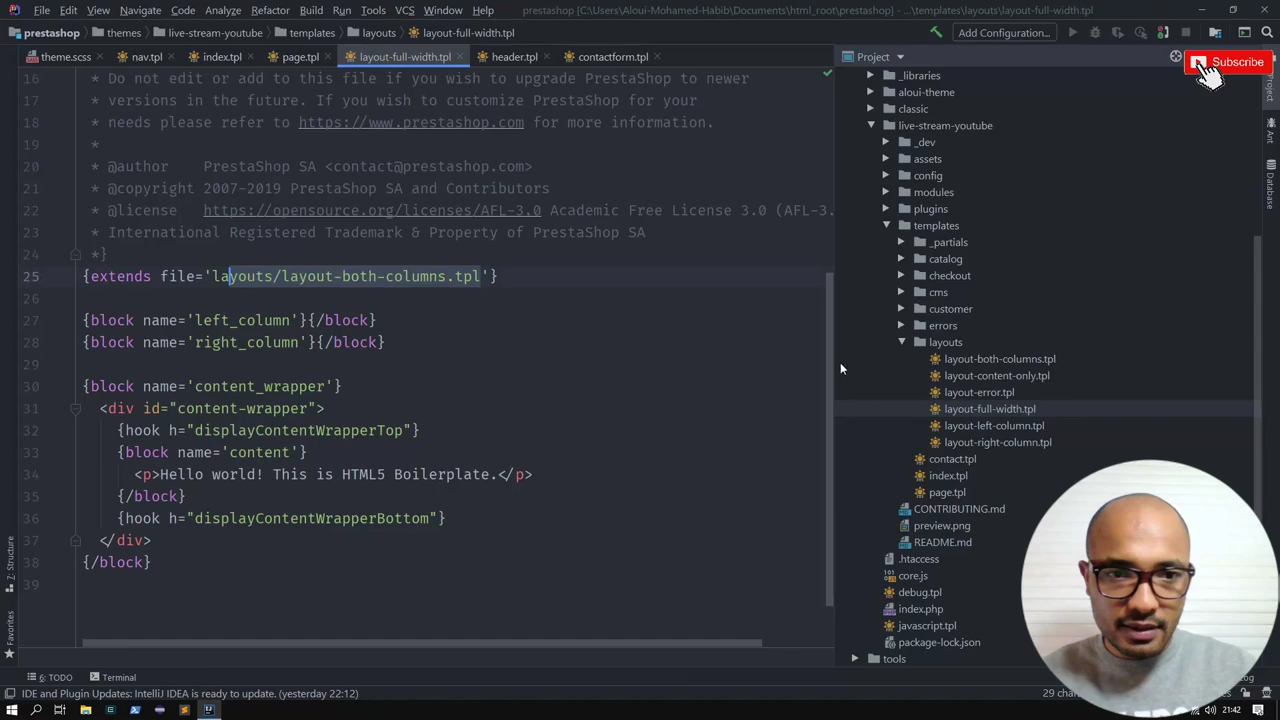 File Edit View Navigate Code Analyze Refactor Build Run Tools VCS Window Help prestashop [C:\Users\Aloui-Mohamed-Habib\Documents\html_root\prestashop] - ...\templates\layouts\layout-full-width.tpl
prestashop themes live-stream-youtube templates layouts layout-full-width.tpl Add Configuration...
theme.scss nav.tpl index.tpl page.tpl layout-full-width.tpl header.tpl contactform.tpl Project Subscribe
16 * Do not edit or add to this file if you wish to upgrade PrestaShop to newer
17 * versions in the future. If you wish to customize PrestaShop for your
18 * needs please refer to https://www.prestashop.com for more information.
19 *
20 * @author PrestaShop SA <contact@prestashop.com>
21 * @copyright 2007-2019 PrestaShop SA and Contributors
22 * @license https://opensource.org/licenses/AFL-3.0 Academic Free License 3.0 (AFL-3.
23 * International Registered Trademark & Property of PrestaShop SA
24 *}
25 {extends file='layouts/layout-both-columns.tpl'}
26
27 {block name='left_column'}{/block}
28 {block name='right_column'}{/block}
29
30 {block name='content_wrapper'}
31 <div id="content-wrapper">
32 {hook h="displayContentWrapperTop"}
33 {block name='content'}
34 <p>Hello world! This is HTML5 Boilerplate.</p>
35 {/block}
36 {hook h="displayContentWrapperBottom"}
37 </div>
38 {/block}
39
_libraries
aloui-theme
classic
live-stream-youtube
_dev
assets
config
modules
plugins
templates
_partials
catalog
checkout
cms
customer
errors
layouts
layout-both-columns.tpl
layout-content-only.tpl
layout-error.tpl
layout-full-width.tpl
layout-left-column.tpl
layout-right-column.tpl
contact.tpl
index.tpl
page.tpl
CONTRIBUTING.md
preview.png
README.md
.htaccess
core.js
debug.tpl
index.php
javascript.tpl
package-lock.json
tools
Project
Ant
Database
7: Structure
Favorites
6: TODO Terminal
IDE and Plugin Updates: IntelliJ IDEA is ready to update. (yesterday 22:12)
21:42